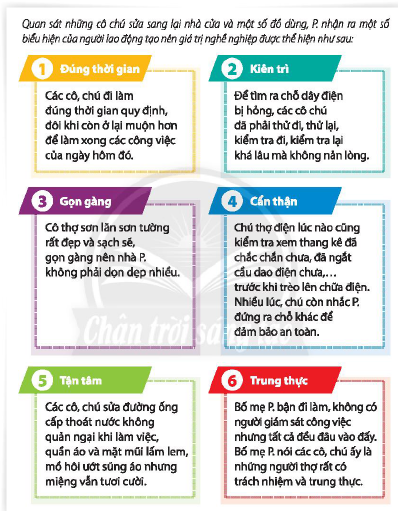 Quan sát những cô chú sửa sang lại nhà cửa và một số đồ dùng, P. nhận ra một số
biểu hiện của người lao động tạo nên giá trị nghề nghiệp được thể hiện như sau:
1 Đúng thời gian
Các cô, chú đi làm
đúng thời gian quy định,
đôi khi còn ở lại muộn hơn
để làm xong các công việc
của ngày hôm đó.
2 Kiên trì
Để tìm ra chỗ dây điện
bị hỏng, các cô chú
đã phải thử đi, thử lại,
kiểm tra đi, kiểm tra lại
khá lâu mà không nản lòng.
3 Gọn gàng
Cô thợ sơn lăn sơn tường
rất đẹp và sạch sẽ,
gọn gàng nên nhà P.
không phải dọn dẹp nhiều.
4 Cẩn thận
Chú thợ điện lúc nào cũng
kiểm tra xem thang kê đã
chắc chắn chưa, đã ngắt
cầu dao điện chưa,...
trước khi trèo lên chữa điện.
Nhiều lúc, chú còn nhắc P.
đứng ra chỗ khác để
đảm bảo an toàn.
Chân trời sáng tạo
5 Tận tâm
Các cô, chú sửa đường ống
cấp thoát nước không
quản ngại khi làm việc,
quần áo và mặt mũi lấm lem,
mồ hôi ướt sũng áo nhưng
miệng vẫn tươi cười.
6 Trung thực
Bố mẹ P. bận đi làm, không có
người giám sát công việc
nhưng tất cả đều đâu vào đấy.
Bố mẹ P. nói các cô, chú ấy là
những người thợ rất có
trách nhiệm và trung thực.